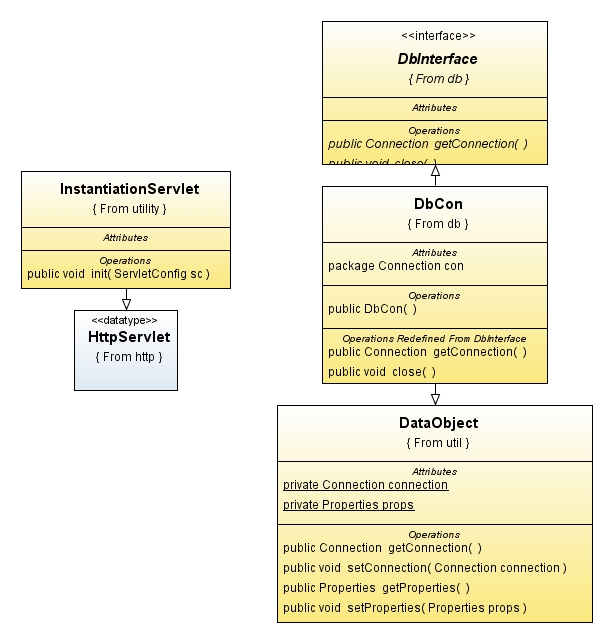 <<interface>>
DbInterface
{ From db }
Attributes
Operations
public Connection getConnection( )
public void close( )
InstantiationServlet
{ From utility }
Attributes
Operations
public void init( ServletConfig sc )
<<datatype>>
HttpServlet
{ From http }
DbCon
{ From db }
Attributes
package Connection con
Operations
public DbCon( )
Operations Redefined From DbInterface
public Connection getConnection( )
public void close( )
DataObject
{ From util }
Attributes
private Connection connection
private Properties props
Operations
public Connection getConnection( )
public void setConnection( Connection connection )
public Properties getProperties( )
public void setProperties( Properties props )